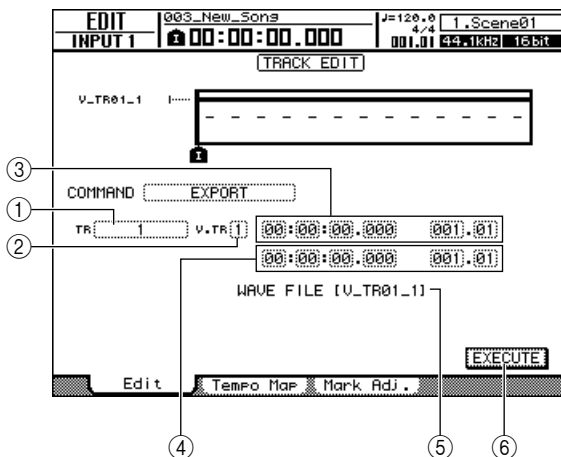 EDIT
INPUT 1
003_New_Song
00:00:00.000
J=120.0
4/4
001.01
1.Scene01
44.1kHz 16bit
TRACK EDIT
V_TR01_1
I
③
COMMAND EXPORT
①
TR 1 V.TR 1 00:00:00.000 001.01
②
00:00:00.000 001.01
WAVE FILE [V_TR01_1]
EXECUTE
Edit Tempo Map Mark Adj.
④ ⑤ ⑥